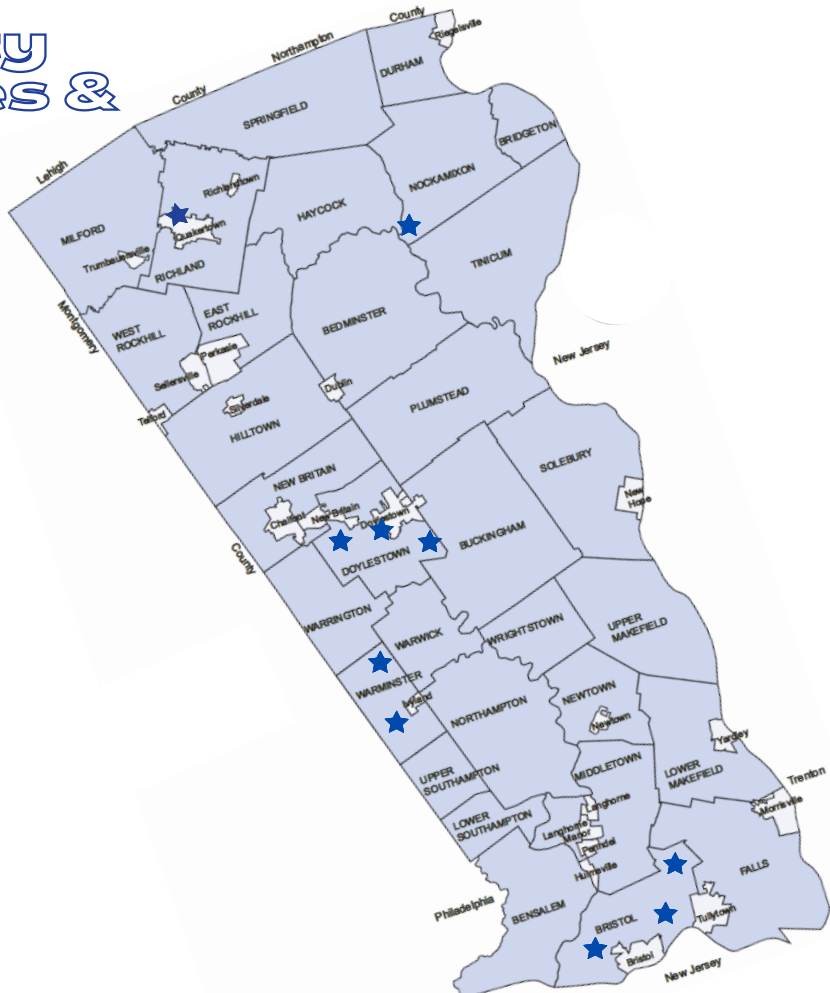 County
Riegelsville
Northampton
DURHAM
ty
County
es &
SPRINGFIELD
BRIDGETON
Lehigh
NOCKAMIXON
Richlandtown
HAYCOCK
MILFORD
Quakertown
Trumbauersville
TINICUM
RICHLAND
Montgomery
EAST
ROCKHILL
WEST
ROCKHILL
BEDMINSTER
Perkasie
New Jersey
Sellersville
Dublin
Telford
Silverdale
PLUMSTEAD
HILLTOWN
SOLEBURY
NEW BRITAIN
New
Hope
Chalfont
New Britain
Doylestown
BUCKINGHAM
County
DOYLESTOWN
WARRINGTON
WARWICK
WRIGHTSTOWN
UPPER
MAKEFIELD
WARMINSTER
Ivyland
NEWTOWN
NORTHAMPTON
Newtown
Yardley
MIDDLETOWN
UPPER
SOUTHAMPTON
LOWER
MAKEFIELD
Trenton
Morrisville
Langhorne
LOWER
SOUTHAMPTON
Langhorne
Manor
Penndel
Hulmeville
FALLS
Philadelphia
BENSALEM
BRISTOL
Tullytown
Bristol
New Jersey